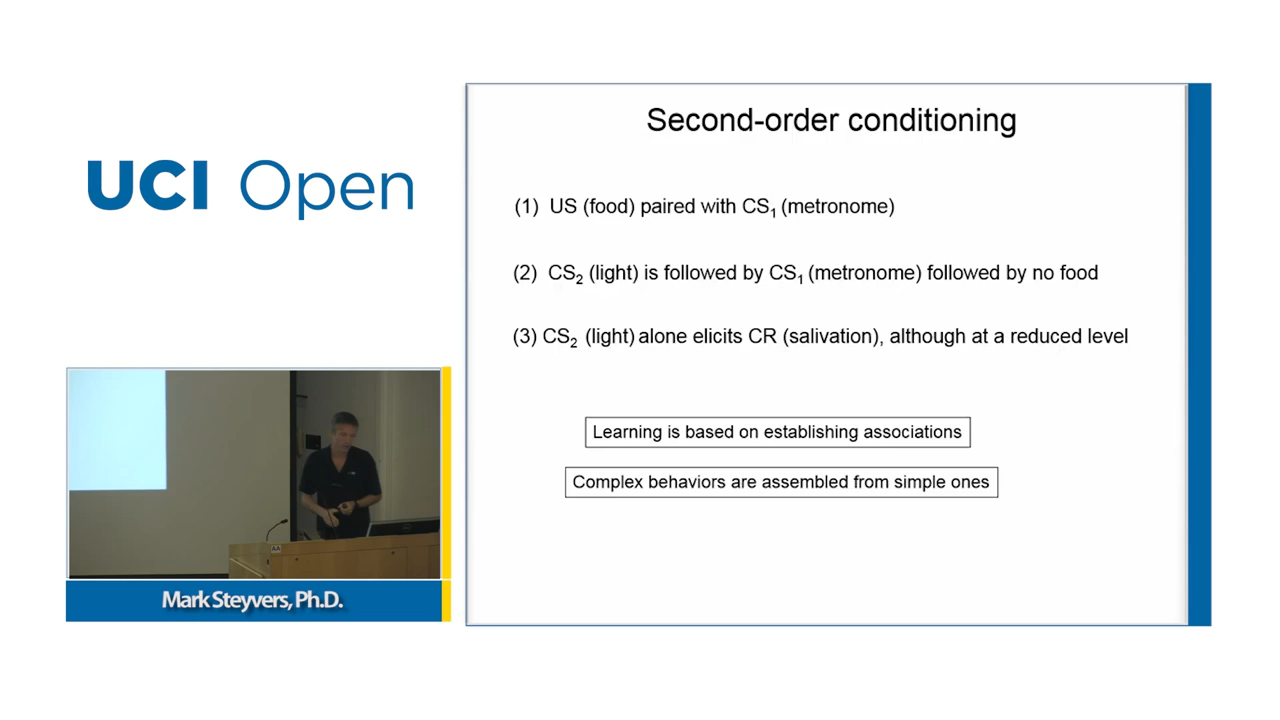 UCI Open
Second-order conditioning
(1) US (food) paired with CS₁ (metronome)
(2) CS₂ (light) is followed by CS₁ (metronome) followed by no food
(3) CS₂ (light) alone elicits CR (salivation), although at a reduced level
Learning is based on establishing associations
Complex behaviors are assembled from simple ones
AA
Mark Steyvers, Ph.D.